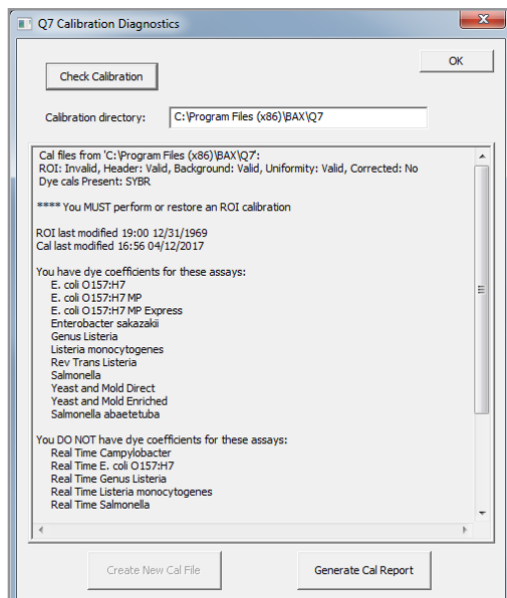 Q7 Calibration Diagnostics
OK
Check Calibration
Calibration directory: C:\Program Files (x86)\BAX\Q7
Cal files from 'C:\Program Files (x86)\BAX\Q7':
ROI: Invalid, Header: Valid, Background: Valid, Uniformity: Valid, Corrected: No
Dye cals Present: SYBR
**** You MUST perform or restore an ROI calibration
ROI last modified 19:00 12/31/1969
Cal last modified 16:56 04/12/2017
You have dye coefficients for these assays:
E. coli O157:H7
E. coli O157:H7 MP
E. coli O157:H7 MP Express
Enterobacter sakazakii
Genus Listeria
Listeria monocytogenes
Rev Trans Listeria
Salmonella
Yeast and Mold Direct
Yeast and Mold Enriched
Salmonella abaetetuba
You DO NOT have dye coefficients for these assays:
Real Time Campylobacter
Real Time E. coli O157:H7
Real Time Genus Listeria
Real Time Listeria monocytogenes
Real Time Salmonella
Create New Cal File
Generate Cal Report